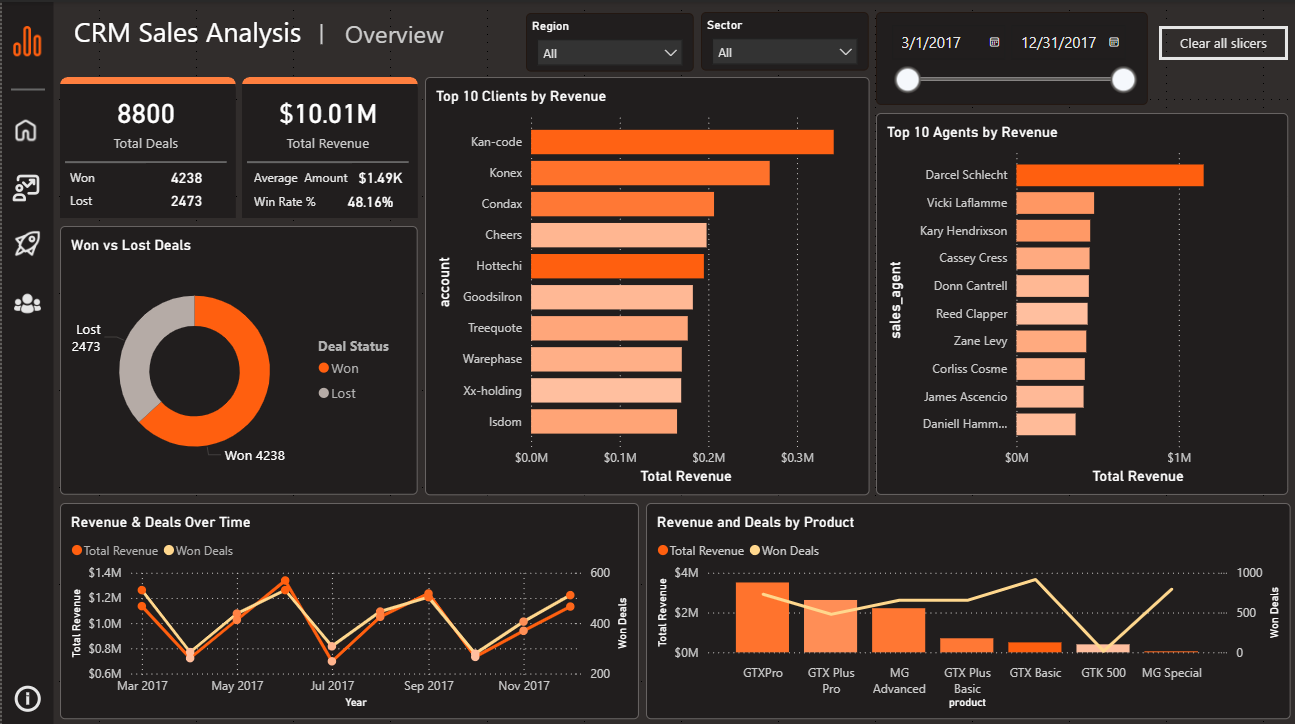 CRM Sales Analysis | Overview
Region
All
Sector
All
3/1/2017 12/31/2017
Clear all slicers
8800
Total Deals
Won 4238
Lost 2473
$10.01M
Total Revenue
Average Amount $1.49K
Win Rate % 48.16%
Won vs Lost Deals
Lost
2473
Won 4238
Deal Status
Won
Lost
Top 10 Clients by Revenue
account
Kan-code
Konex
Condax
Cheers
Hottechi
Goodsilron
Treequote
Warephase
Xx-holding
Isdom
$0.0M $0.1M $0.2M $0.3M
Total Revenue
Top 10 Agents by Revenue
sales_agent
Darcel Schlecht
Vicki Laflamme
Kary Hendrixson
Cassey Cress
Donn Cantrell
Reed Clapper
Zane Levy
Corliss Cosme
James Ascencio
Daniell Hamm...
$0M $1M
Total Revenue
Revenue & Deals Over Time
Total Revenue Won Deals
Total Revenue
$1.4M
$1.2M
$1.0M
$0.8M
$0.6M
600
400
200
Won Deals
Mar 2017 May 2017 Jul 2017 Sep 2017 Nov 2017
Year
Revenue and Deals by Product
Total Revenue Won Deals
Total Revenue
$4M
$2M
$0M
1000
500
0
Won Deals
GTXPro
GTX Plus
Pro
MG
Advanced
GTX Plus
Basic
GTX Basic
GTK 500
MG Special
product